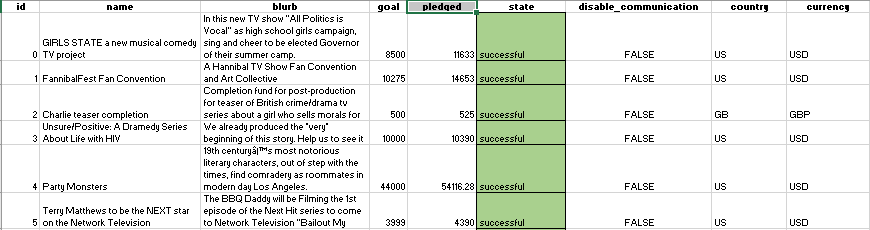 id name blurb goal pledged state disable_communication country currency
In this new TV show "All Politics is
Vocal" as high school girls campaign,
GIRLS STATE a new musical comedy sing and cheer to be elected Governor
0 TV project of their summer camp. 8500 11633 successful FALSE US USD
A Hannibal TV Show Fan Convention
1 FannibalFest Fan Convention and Art Collective 10275 14653 successful FALSE US USD
Completion fund for post-production
for teaser of British crime/drama tv
2 Charlie teaser completion series about a girl who sells morals for 500 525 successful FALSE GB GBP
Unsure/Positive: A Dramedy Series We already produced the "very"
3 About Life with HIV beginning of this story. Help us to see it 10000 10390 successful FALSE US USD
19th centuryâ™s most notorious
literary characters, out of step with the
times, find comradery as roommates in
4 Party Monsters modern day Los Angeles. 44000 54116.28 successful FALSE US USD
The BBQ Daddy will be Filming the 1st
Terry Matthews to be the NEXT star episode of the Next Hit series to come
5 on the Network Television to Network Television "Bailout My 3999 4390 successful FALSE US USD